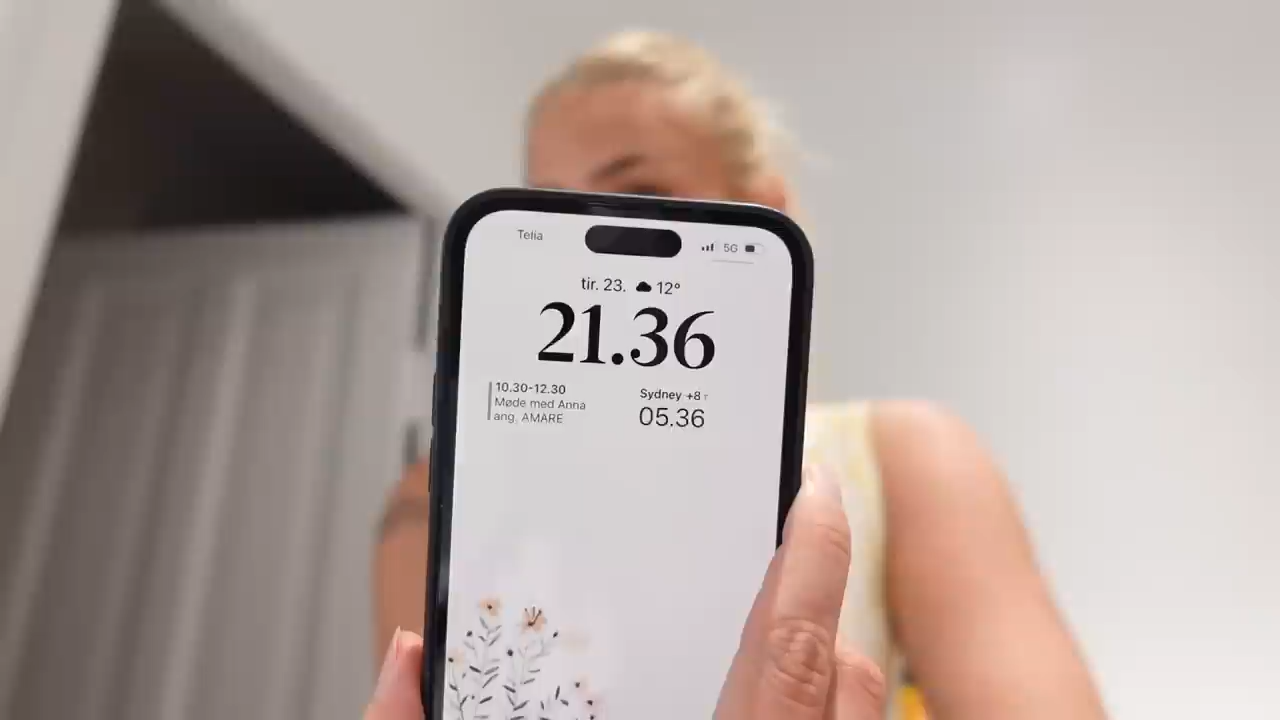 Telia
5G
tir. 23. 12°
21.36
10.30-12.30
Møde med Anna
ang. AMARE
Sydney +8 T
05.36